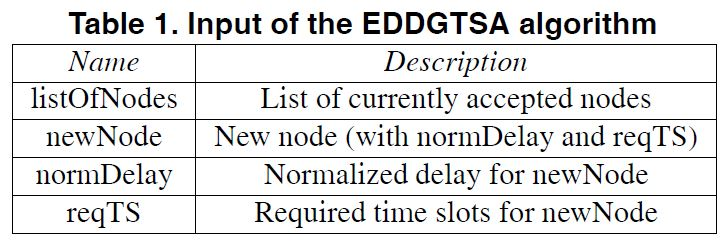 Table 1. Input of the EDDGTSA algorithm
Name Description
listOfNodes List of currently accepted nodes
newNode New node (with normDelay and reqTS)
normDelay Normalized delay for newNode
reqTS Required time slots for newNode